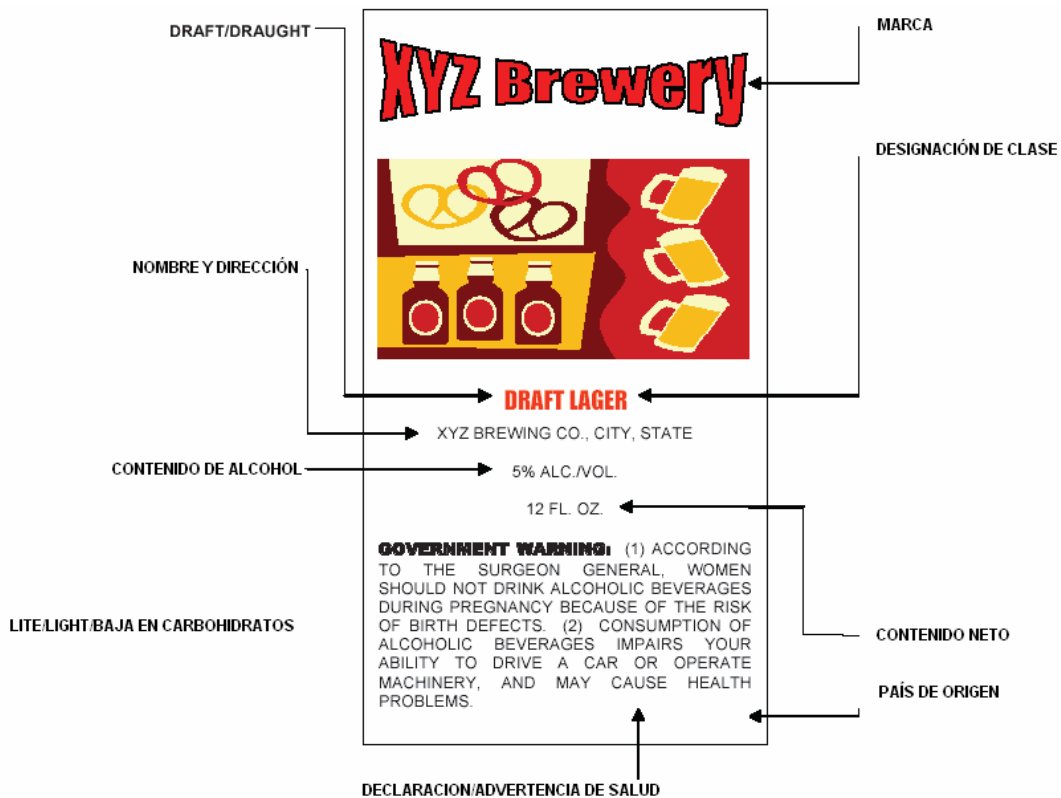 DRAFT/DRAUGHT
MARCA
XYZ Brewery
DESIGNACIÓN DE CLASE
NOMBRE Y DIRECCIÓN
DRAFT LAGER
XYZ BREWING CO., CITY, STATE
CONTENIDO DE ALCOHOL
5% ALC./VOL.
12 FL. OZ.
GOVERNMENT WARNING: (1) ACCORDING
TO THE SURGEON GENERAL, WOMEN
SHOULD NOT DRINK ALCOHOLIC BEVERAGES
DURING PREGNANCY BECAUSE OF THE RISK
OF BIRTH DEFECTS. (2) CONSUMPTION OF
ALCOHOLIC BEVERAGES IMPAIRS YOUR
ABILITY TO DRIVE A CAR OR OPERATE
MACHINERY, AND MAY CAUSE HEALTH
PROBLEMS.
LITE/LIGHT/BAJA EN CARBOHIDRATOS
CONTENIDO NETO
PAÍS DE ORIGEN
DECLARACION/ADVERTENCIA DE SALUD